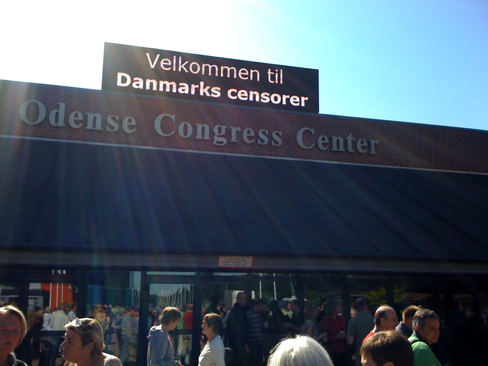 Velkommen til
Danmarks censorer
Odense Congress Center